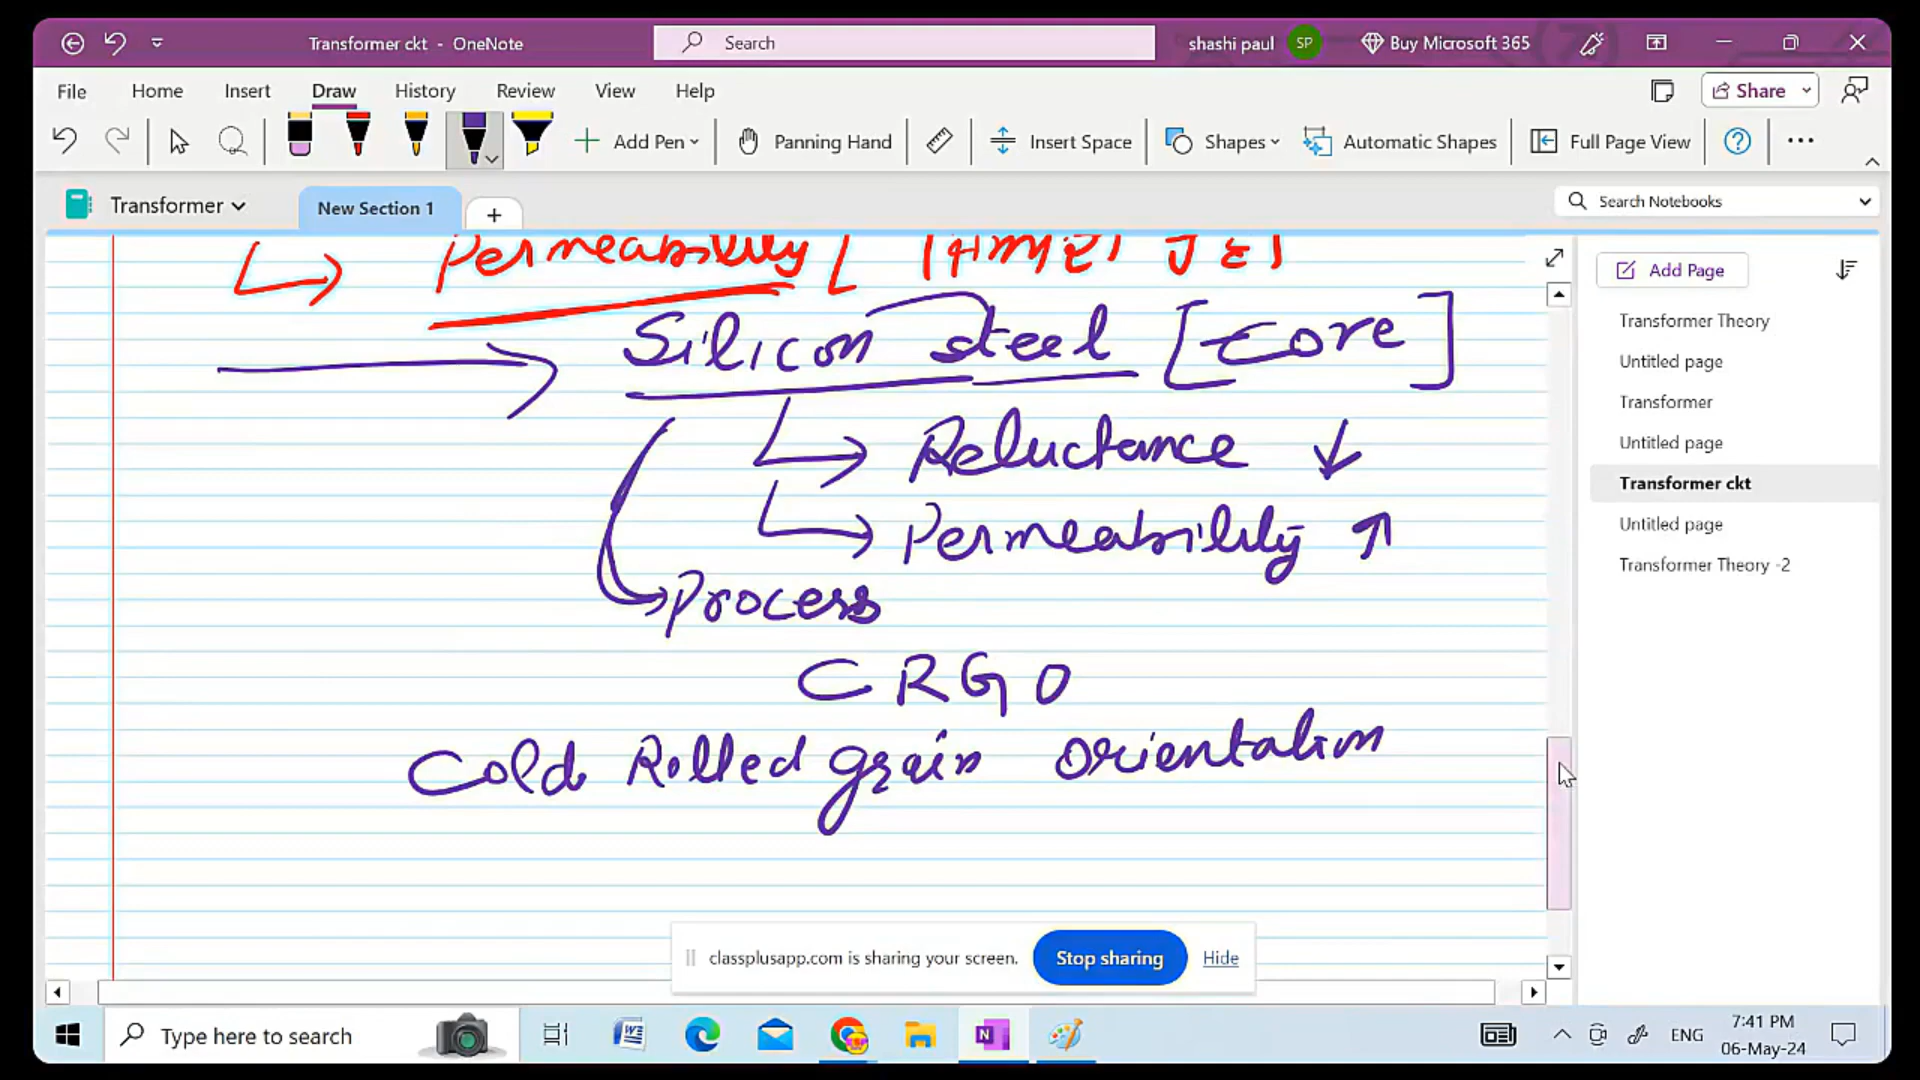 Transformer ckt - OneNote
Search
shashi paul
SP
Buy Microsoft 365
File
Home
Insert
Draw
History
Review
View
Help
Share
Add Pen
Panning Hand
Insert Space
Shapes
Automatic Shapes
Full Page View
Transformer
New Section 1
Search Notebooks
Permeability
Silicon steel [core]
Reluctance ↓
Permeability ↑
Process
CRGO
Cold Rolled grain orientation
Add Page
Transformer Theory
Untitled page
Transformer
Untitled page
Transformer ckt
Untitled page
Transformer Theory -2
classplusapp.com is sharing your screen.
Stop sharing
Hide
Type here to search
ENG
7:41 PM
06-May-24